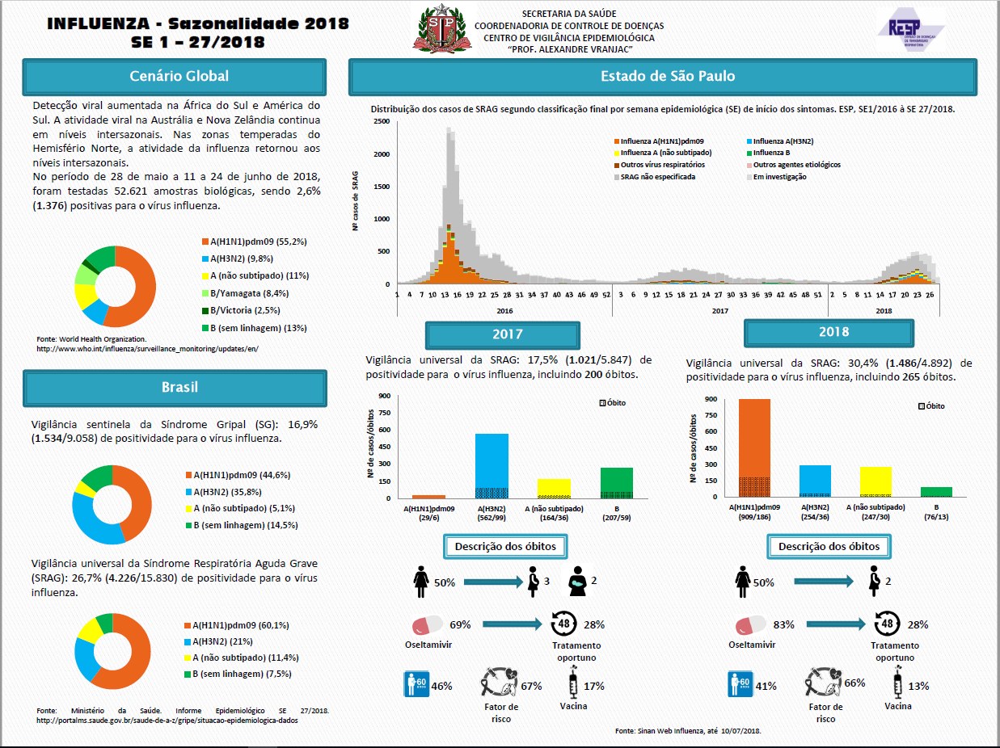 INFLUENZA - Sazonalidade 2018
SE 1 – 27/2018
SECRETARIA DA SAÚDE
COORDENADORIA DE CONTROLE DE DOENÇAS
CENTRO DE VIGILÂNCIA EPIDEMIOLÓGICA
“PROF. ALEXANDRE VRANJAC”
RESP
DIVISÃO DE DOENÇAS
DE TRANSMISSÃO
RESPIRATÓRIA
Cenário Global
Detecção viral aumentada na África do Sul e América do
Sul. A atividade viral na Austrália e Nova Zelândia continua
em níveis intersazonais. Nas zonas temperadas do
Hemisfério Norte, a atividade da influenza retornou aos
níveis intersazonais.
No período de 28 de maio a 11 a 24 de junho de 2018,
foram testadas 52.621 amostras biológicas, sendo 2,6%
(1.376) positivas para o vírus influenza.
A(H1N1)pdm09 (55,2%)
A(H3N2) (9,8%)
A (não subtipado) (11%)
B/Yamagata (8,4%)
B/Victoria (2,5%)
B (sem linhagem) (13%)
Fonte: World Health Organization.
http://www.who.int/influenza/surveillance_monitoring/updates/en/
Brasil
Vigilância sentinela da Síndrome Gripal (SG): 16,9%
(1.534/9.058) de positividade para o vírus influenza.
A(H1N1)pdm09 (44,6%)
A(H3N2) (35,8%)
A (não subtipado) (5,1%)
B (sem linhagem) (14,5%)
Vigilância universal da Síndrome Respiratória Aguda Grave
(SRAG): 26,7% (4.226/15.830) de positividade para o vírus
influenza.
A(H1N1)pdm09 (60,1%)
A(H3N2) (21%)
A (não subtipado) (11,4%)
B (sem linhagem) (7,5%)
Fonte: Ministério da Saúde. Informe Epidemiológico SE 27/2018.
http://portalms.saude.gov.br/saude-de-a-z/gripe/situacao-epidemiologica-dados
Estado de São Paulo
Distribuição dos casos de SRAG segundo classificação final por semana epidemiológica (SE) de início dos sintomas. ESP, SE1/2016 à SE 27/2018.
Nº casos de SRAG
2500
2000
1500
1000
500
0
Influenza A(H1N1)pdm09 Influenza A(H3N2)
Influenza A (não subtipado) Influenza B
Outros vírus respiratórios Outros agentes etiológicos
SRAG não especificada Em investigação
1 4 7 10 13 16 19 22 25 28 31 34 37 40 43 46 49 52 3 6 9 12 15 18 21 24 27 30 33 36 39 42 45 48 51 2 5 8 11 14 17 20 23 26
2016 2017 2018
2017
Vigilância universal da SRAG: 17,5% (1.021/5.847) de
positividade para o vírus influenza, incluindo 200 óbitos.
Nº de casos/óbitos
900
750
600
450
300
150
0
Óbito
A(H1N1)pdm09 A(H3N2) A (não subtipado) B
(29/6) (562/99) (164/36) (207/59)
Descrição dos óbitos
50% 3 2
69% 48 28%
Oseltamivir Tratamento
oportuno
+60
ANOS
46% 67% 17%
Fator de
risco
Vacina
2018
Vigilância universal da SRAG: 30,4% (1.486/4.892) de
positividade para o vírus influenza, incluindo 265 óbitos.
Nº de casos/óbitos
900
750
600
450
300
150
0
Óbito
A(H1N1)pdm09 A(H3N2) A (não subtipado) B
(909/186) (254/36) (247/30) (76/13)
Descrição dos óbitos
50% 2
83% 48 28%
Oseltamivir Tratamento
oportuno
+60
ANOS
41% 66% 13%
Fator de
risco
Vacina
Fonte: Sinan Web Influenza, até 10/07/2018.